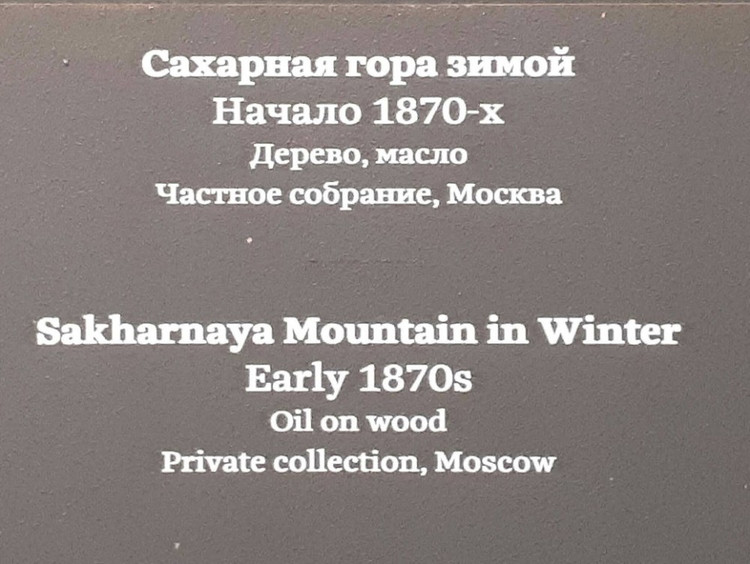 Сахарная гора зимой
Начало 1870-х
Дерево, масло
Частное собрание, Москва
Sakharnaya Mountain in Winter
Early 1870s
Oil on wood
Private collection, Moscow